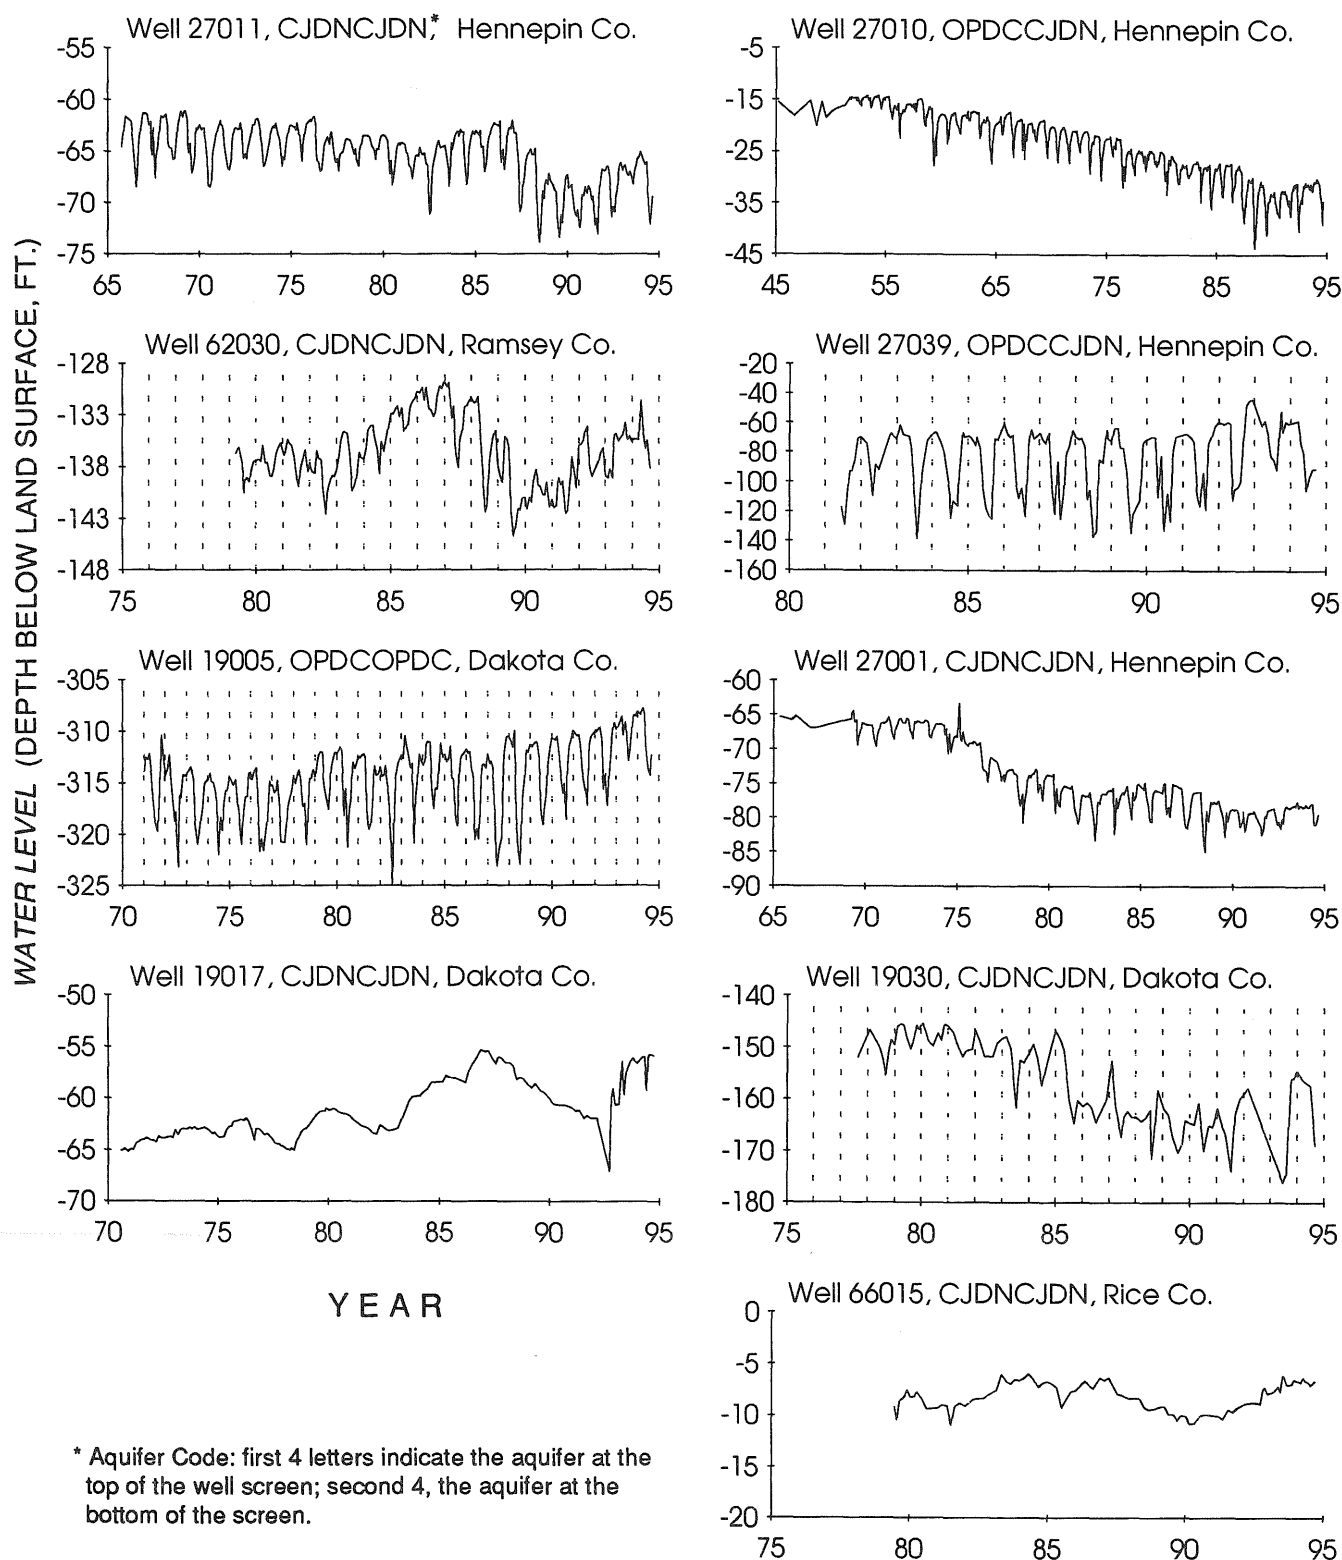 WATER LEVEL (DEPTH BELOW LAND SURFACE, FT.)
Well 27011, CJDNCJDN,* Hennepin Co.
-55
-60
-65
-70
-75
65 70 75 80 85 90 95
Well 27010, OPDCCJDN, Hennepin Co.
-5
-15
-25
-35
-45
45 55 65 75 85 95
Well 62030, CJDNCJDN, Ramsey Co.
-128
-133
-138
-143
-148
75 80 85 90 95
Well 27039, OPDCCJDN, Hennepin Co.
-20
-40
-60
-80
-100
-120
-140
-160
80 85 90 95
Well 19005, OPDCOPDC, Dakota Co.
-305
-310
-315
-320
-325
70 75 80 85 90 95
Well 27001, CJDNCJDN, Hennepin Co.
-60
-65
-70
-75
-80
-85
-90
65 70 75 80 85 90 95
Well 19017, CJDNCJDN, Dakota Co.
-50
-55
-60
-65
-70
70 75 80 85 90 95
Well 19030, CJDNCJDN, Dakota Co.
-140
-150
-160
-170
-180
75 80 85 90 95
YEAR
Well 66015, CJDNCJDN, Rice Co.
0
-5
-10
-15
-20
75 80 85 90 95
* Aquifer Code: first 4 letters indicate the aquifer at the
top of the well screen; second 4, the aquifer at the
bottom of the screen.